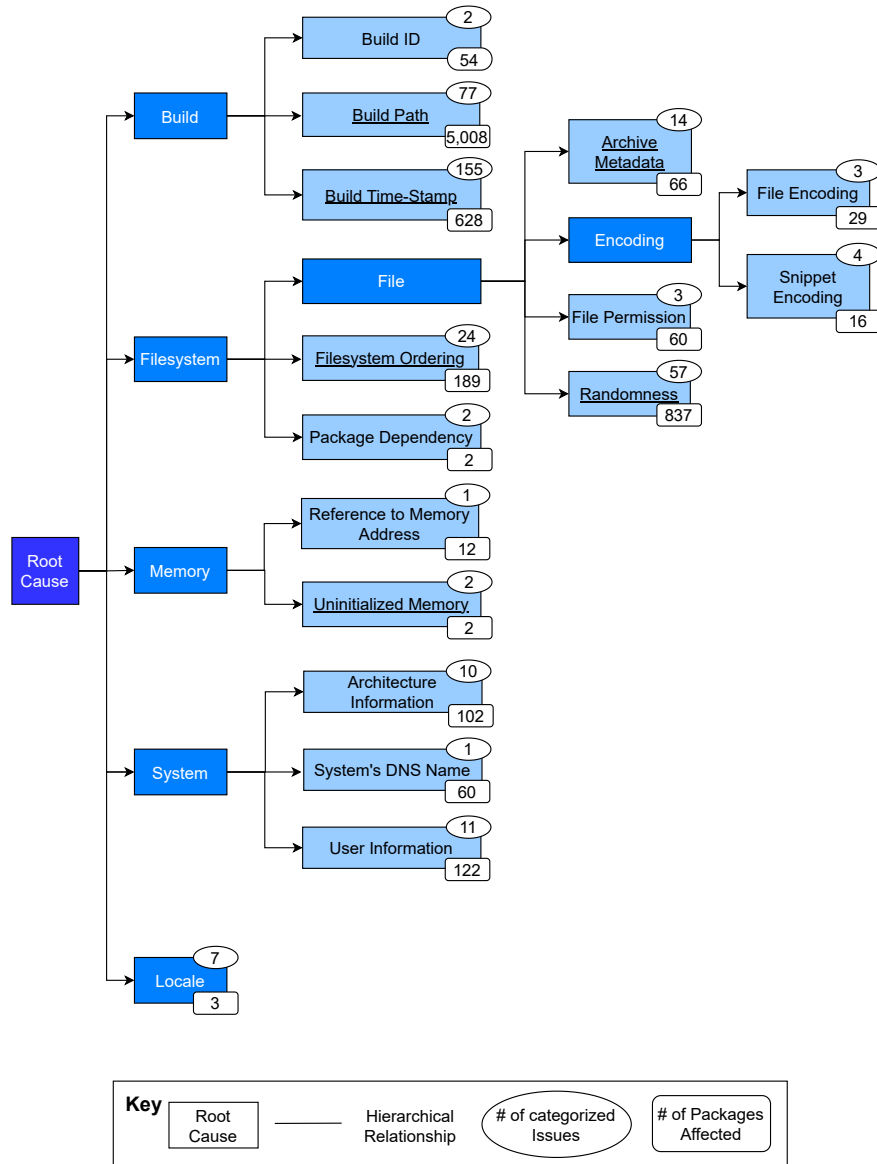 2
Build ID
54
77
Build Path
5,008
155
Build Time-Stamp
628
Build
14
Archive
Metadata
66
3
File Encoding
29
Encoding
4
Snippet
Encoding
16
File
3
File Permission
60
57
Randomness
837
24
Filesystem Ordering
189
Filesystem
2
Package Dependency
2
1
Reference to Memory
Address
12
Root
Cause
Memory
2
Uninitialized Memory
2
10
Architecture
Information
102
System
1
System's DNS Name
60
11
User Information
122
7
Locale
3
Key
Root
Cause
Hierarchical
Relationship
# of categorized
Issues
# of Packages
Affected